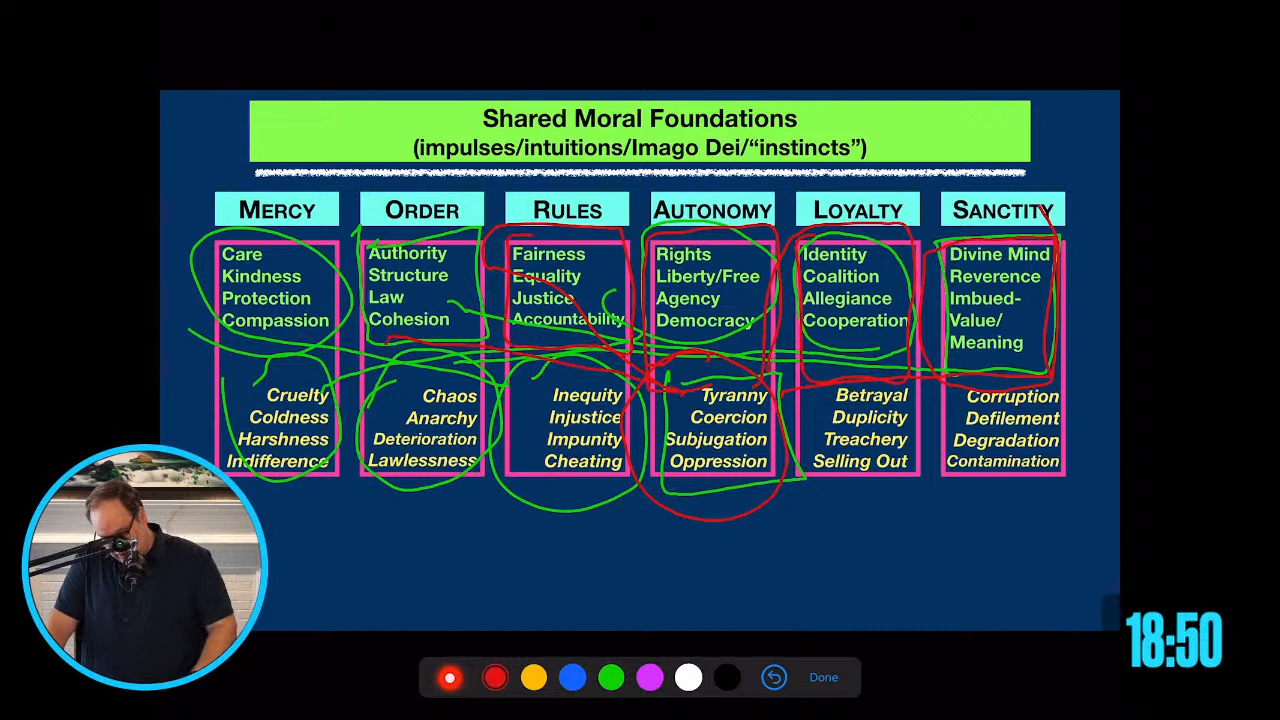 Shared Moral Foundations
(impulses/intuitions/Imago Dei/“instincts”)
MERCY
Care
Kindness
Protection
Compassion
Cruelty
Coldness
Harshness
Indifference
ORDER
Authority
Structure
Law
Cohesion
Chaos
Anarchy
Deterioration
Lawlessness
RULES
Fairness
Equality
Justice
Accountability
Inequity
Injustice
Impunity
Cheating
AUTONOMY
Rights
Liberty/Free
Agency
Democracy
Tyranny
Coercion
Subjugation
Oppression
LOYALTY
Identity
Coalition
Allegiance
Cooperation
Betrayal
Duplicity
Treachery
Selling Out
SANCTITY
Divine Mind
Reverence
Imbued-
Value/
Meaning
Corruption
Defilement
Degradation
Contamination
18:50
Done